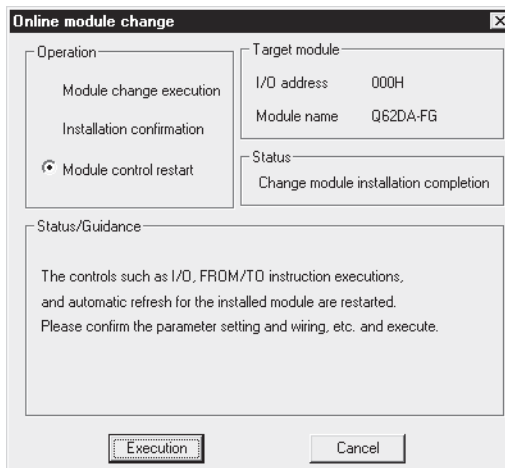 Online module change
Operation
Module change execution
Installation confirmation
Module control restart
Target module
I/O address 000H
Module name Q62DA-FG
Status
Change module installation completion
Status/Guidance
The controls such as I/O, FROM/TO instruction executions,
and automatic refresh for the installed module are restarted.
Please confirm the parameter setting and wiring, etc. and execute.
Execution Cancel